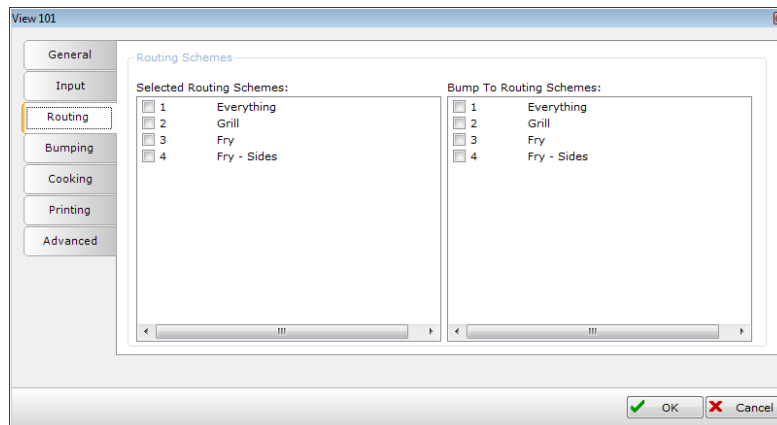 View 101
General
Input
Routing
Bumping
Cooking
Printing
Advanced
Routing Schemes
Selected Routing Schemes:
1 Everything
2 Grill
3 Fry
4 Fry - Sides
Bump To Routing Schemes:
1 Everything
2 Grill
3 Fry
4 Fry - Sides
OK
Cancel